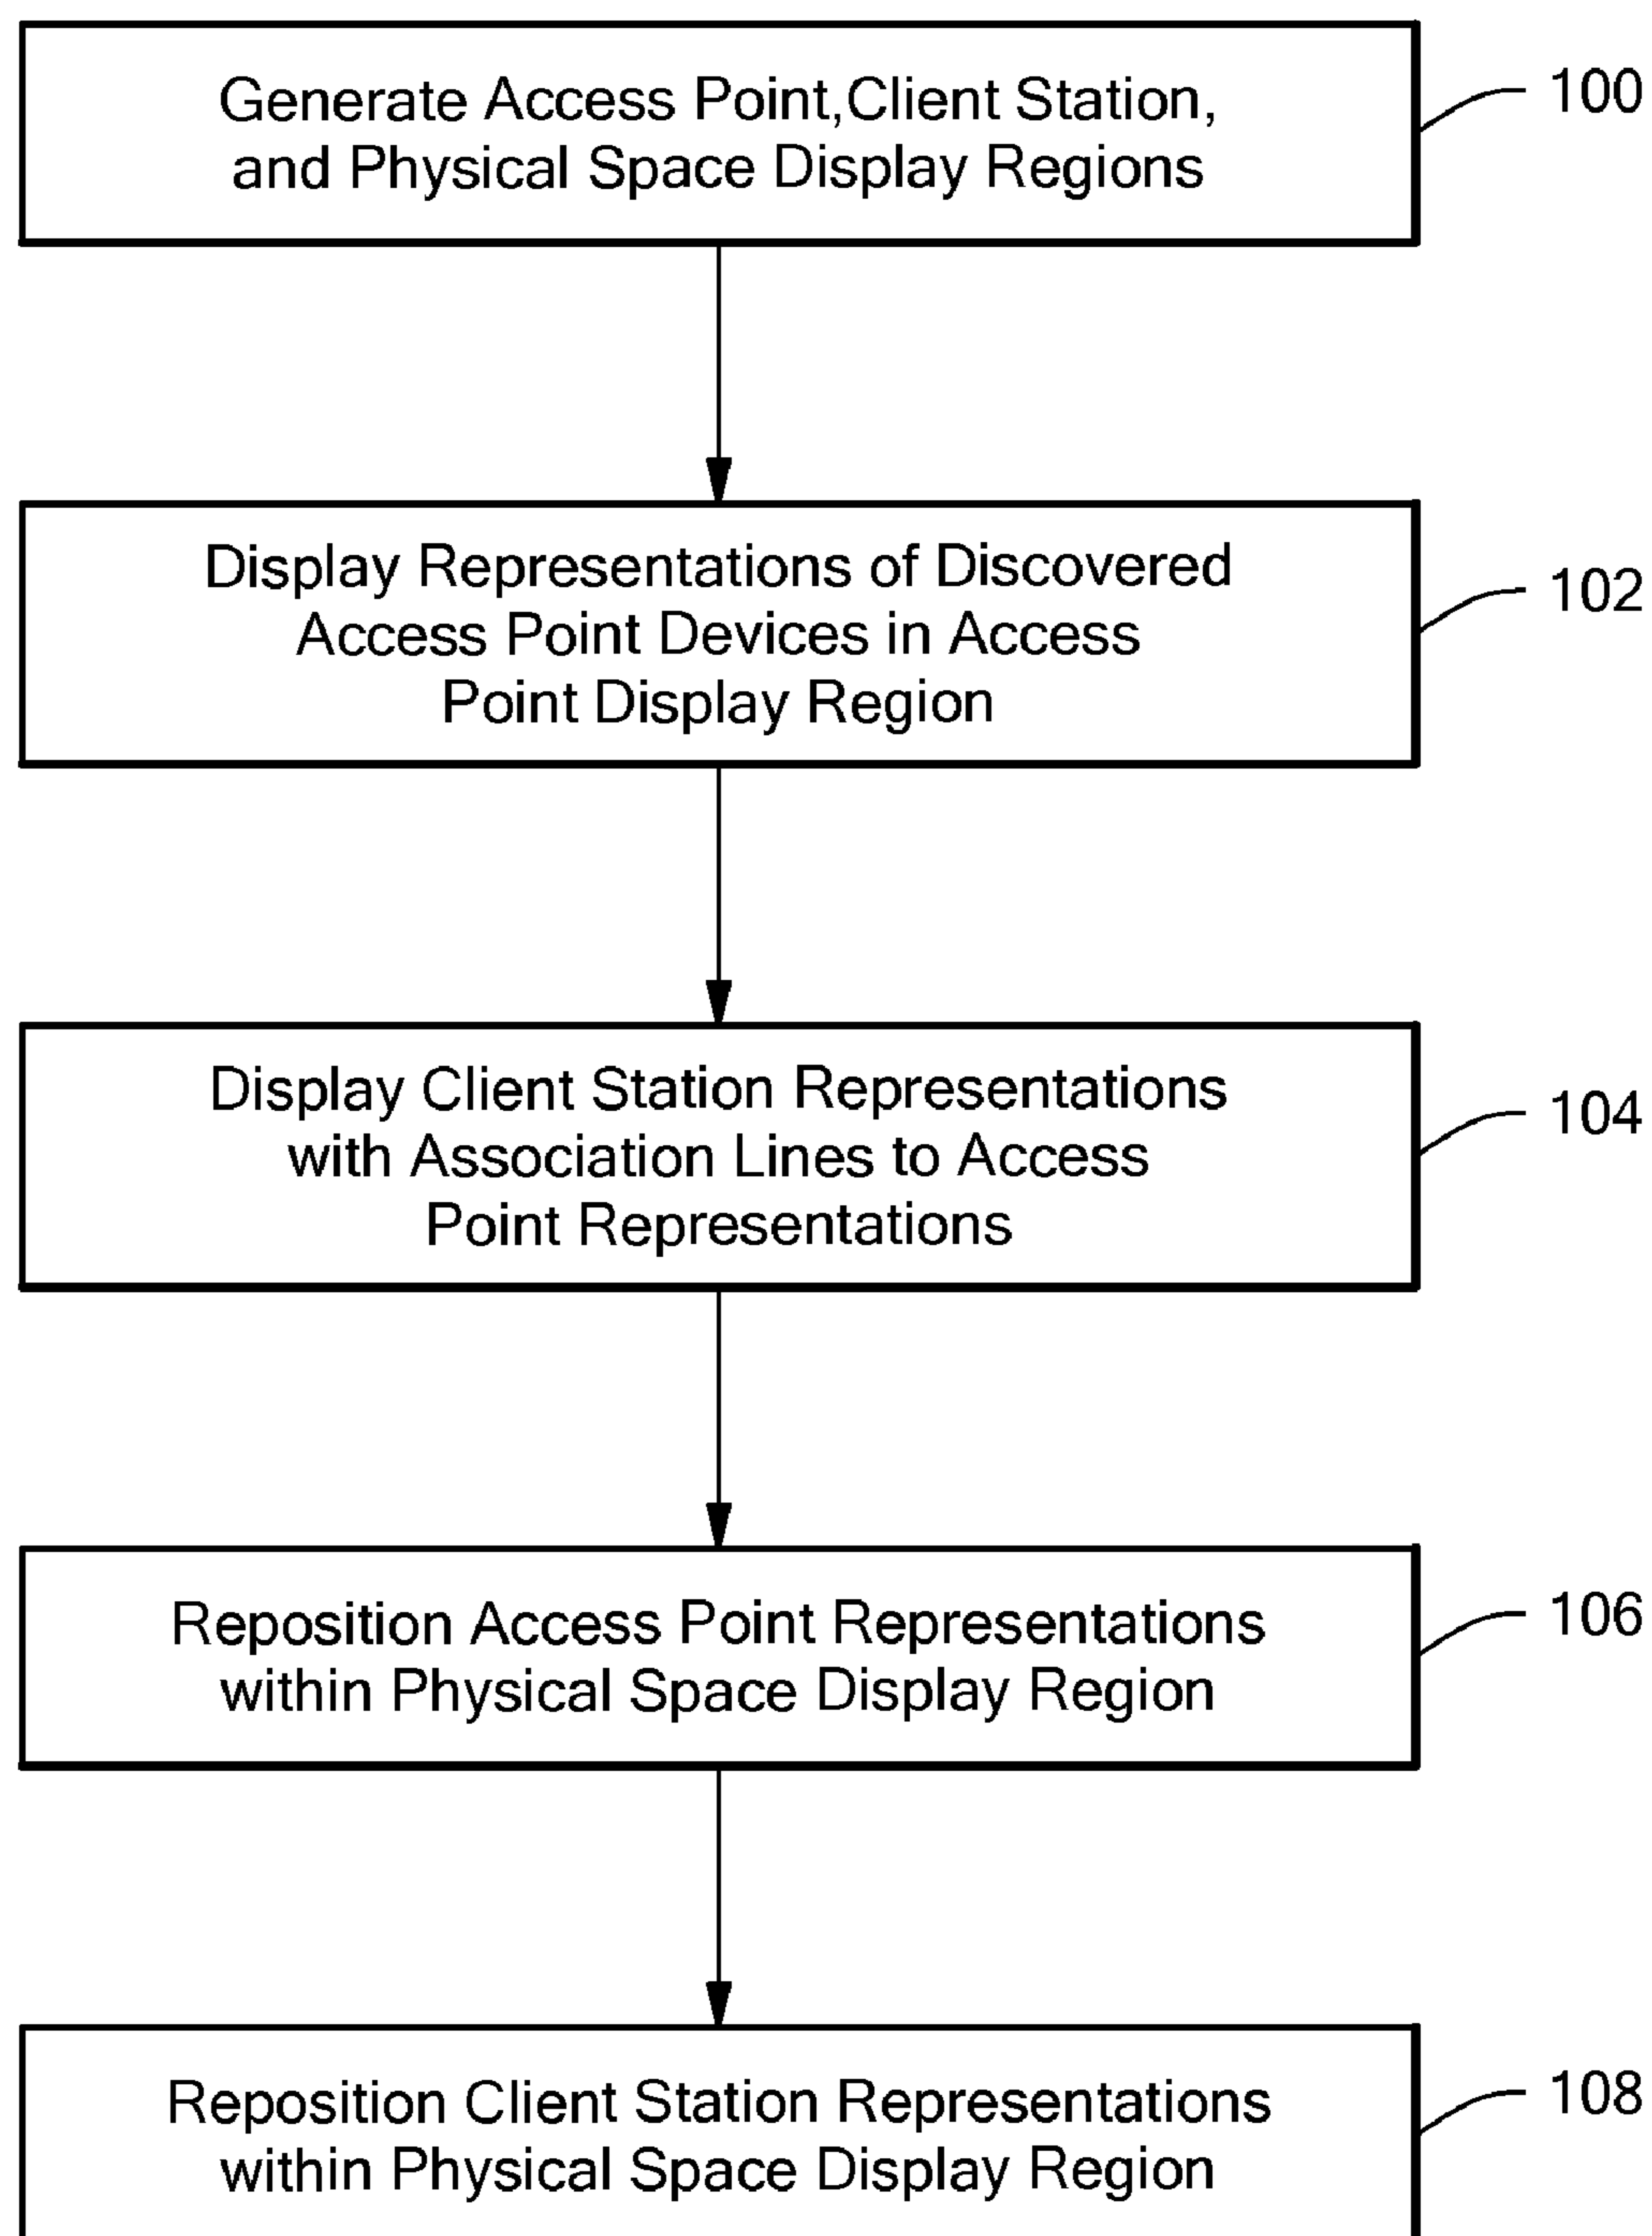 Generate Access Point,Client Station,
and Physical Space Display Regions
100
Display Representations of Discovered
Access Point Devices in Access
Point Display Region
102
Display Client Station Representations
with Association Lines to Access
Point Representations
104
Reposition Access Point Representations
within Physical Space Display Region
106
Reposition Client Station Representations
within Physical Space Display Region
108